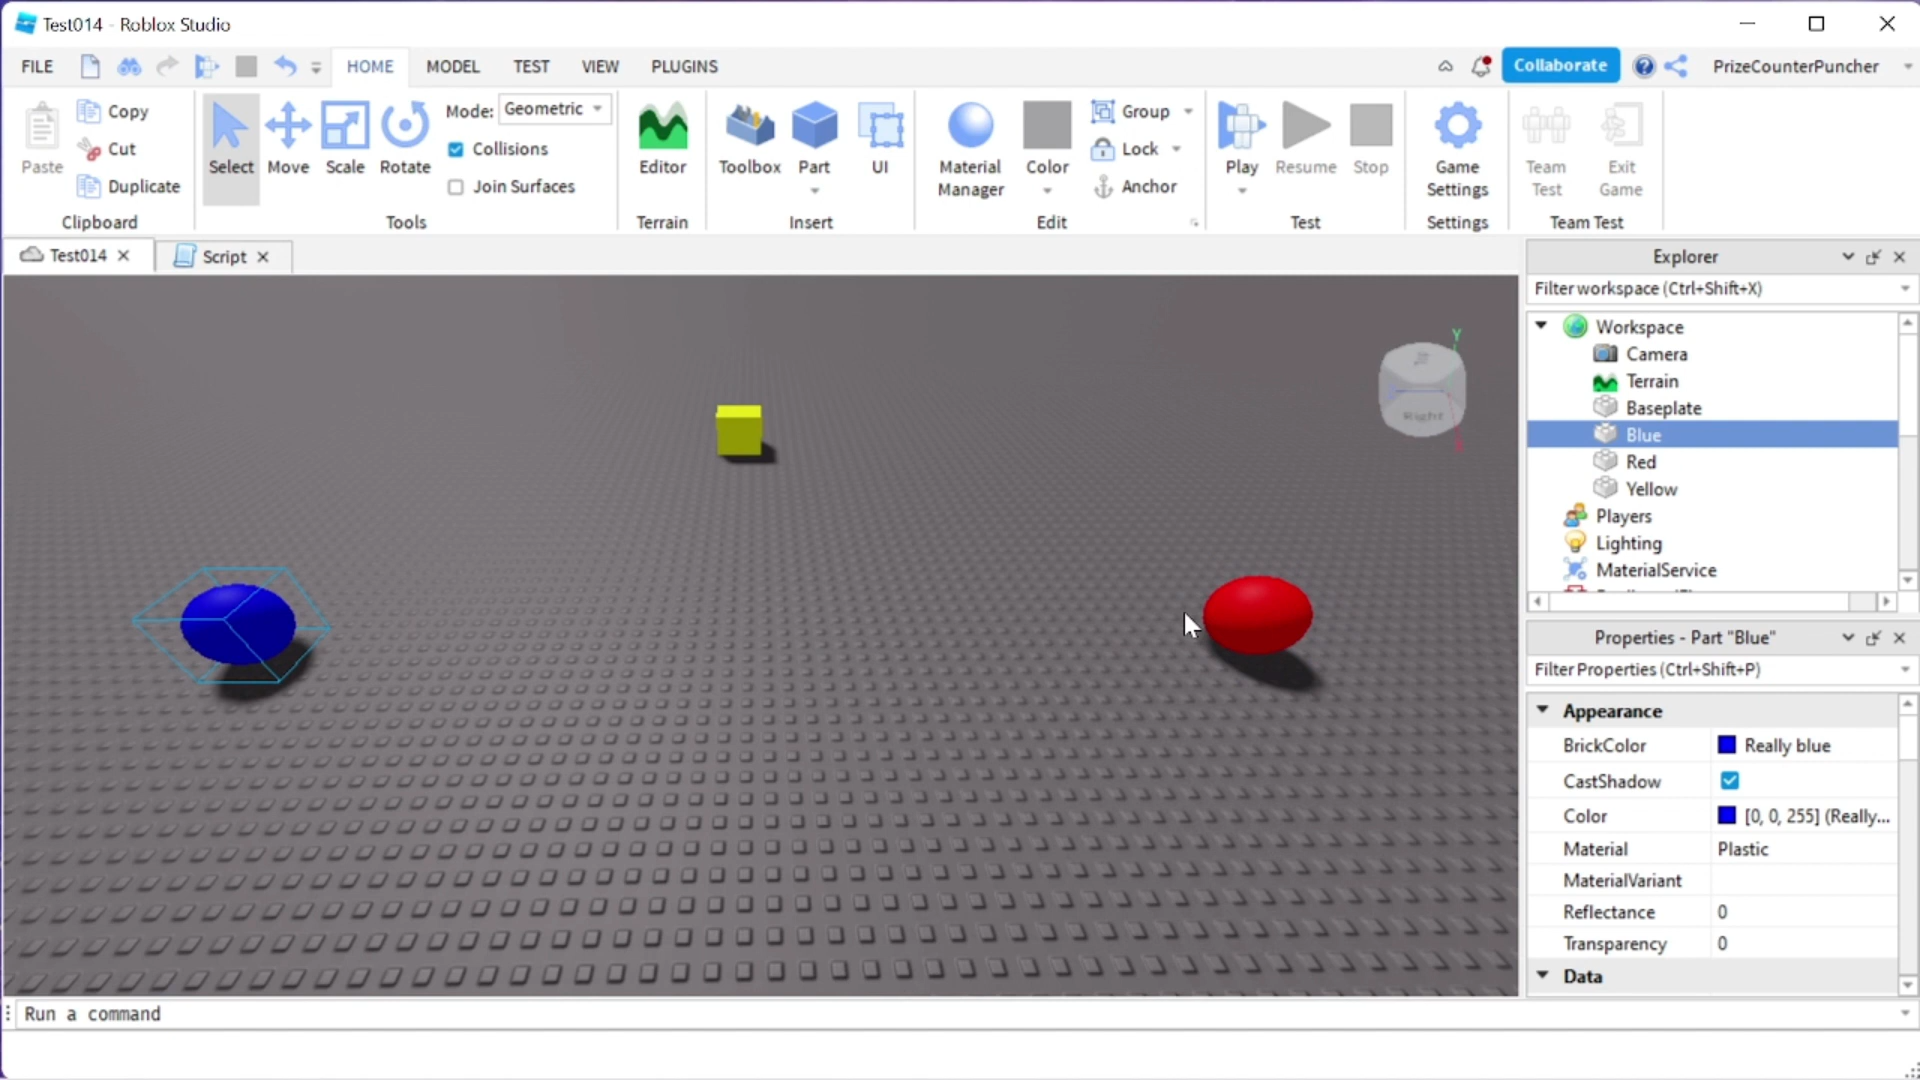 Test014 - Roblox Studio
FILE HOME MODEL TEST VIEW PLUGINS Collaborate PrizeCounterPuncher
Paste Copy Cut Duplicate
Clipboard
Select Move Scale Rotate Mode: Geometric
Collisions
Join Surfaces
Tools
Editor
Terrain
Toolbox Part UI
Insert
Material Manager Color Group
Lock
Anchor
Edit
Play Resume Stop
Test
Game Settings
Settings
Team Test Exit Game
Team Test
Test014 Script
Y
Right
Explorer
Filter workspace (Ctrl+Shift+X)
Workspace
Camera
Terrain
Baseplate
Blue
Red
Yellow
Players
Lighting
MaterialService
Properties - Part "Blue"
Filter Properties (Ctrl+Shift+P)
Appearance
BrickColor Really blue
CastShadow
Color [0, 0, 255] (Really...
Material Plastic
MaterialVariant
Reflectance 0
Transparency 0
Data
Run a command